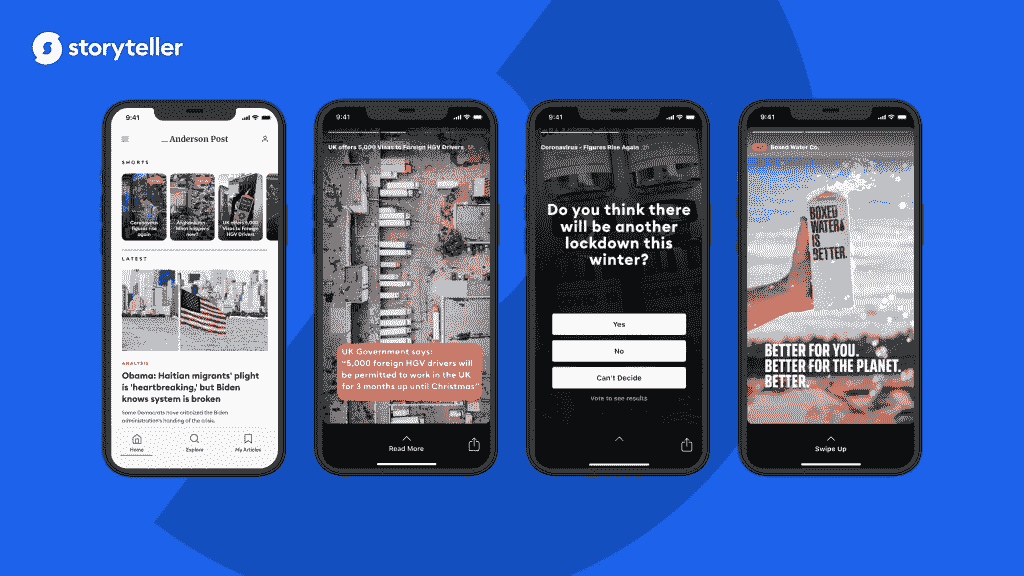 storyteller
9:41
Anderson Post
SHORTS
Coronavirus
figures rise
again
Afghanistan
What happens
now?
UK offers 5,000
Visas to Foreign
HGV Drivers
LATEST
ANALYSIS
Obama: Haitian migrants' plight
is 'heartbreaking,' but Biden
knows system is broken
Some Democrats have criticized the Biden
administration's handling of the crisis.
Home
Explore
My Articles
9:41
UK offers 5,000 Visas to Foreign HGV Drivers
UK Government says:
"5,000 foreign HGV drivers will
be permitted to work in the UK
for 3 months up until Christmas"
Read More
9:41
Coronavirus - Figures Rise Again 2h
Do you think there
will be another
lockdown this
winter?
Yes
No
Can't Decide
Vote to see results
9:41
Boxed Water Co.
BOXED
WATER
IS
BETTER.
BETTER FOR YOU.
BETTER FOR THE PLANET.
BETTER.
Swipe Up